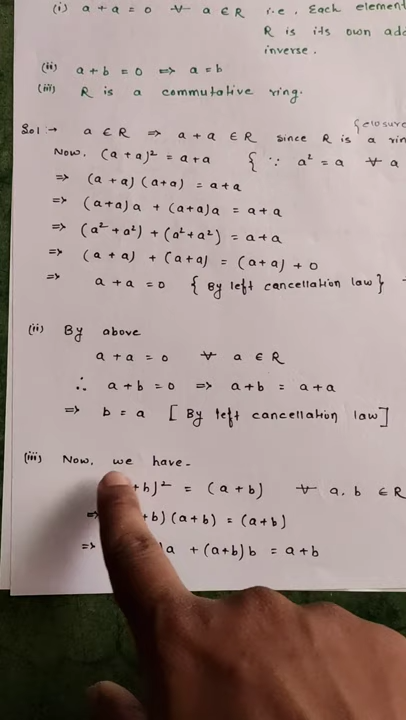 (i) a + a = 0 ∀ a ∈ R i.e. Each element
R is its own add
inverse.
(ii) a + b = 0 ⇒ a = b
(iii) R is a commutative ring.
Sol :→ a ∈ R ⇒ a + a ∈ R since R is a rin
{closure
Now, (a + a)² = a + a { ∵ a² = a ∀ a
⇒ (a + a) (a + a) = a + a
⇒ (a + a) a + (a + a) a = a + a
⇒ (a² + a²) + (a² + a²) = a + a
⇒ (a + a) + (a + a) = (a + a) + 0
⇒ a + a = 0 { By left cancellation law }
(ii) By above
a + a = 0 ∀ a ∈ R
∴ a + b = 0 ⇒ a + b = a + a
⇒ b = a [ By left cancellation law ]
(iii) Now, we have -
+ b)² = (a + b) ∀ a, b ∈ R
⇒ + b) (a + b) = (a + b)
⇒ )a + (a + b) b = a + b